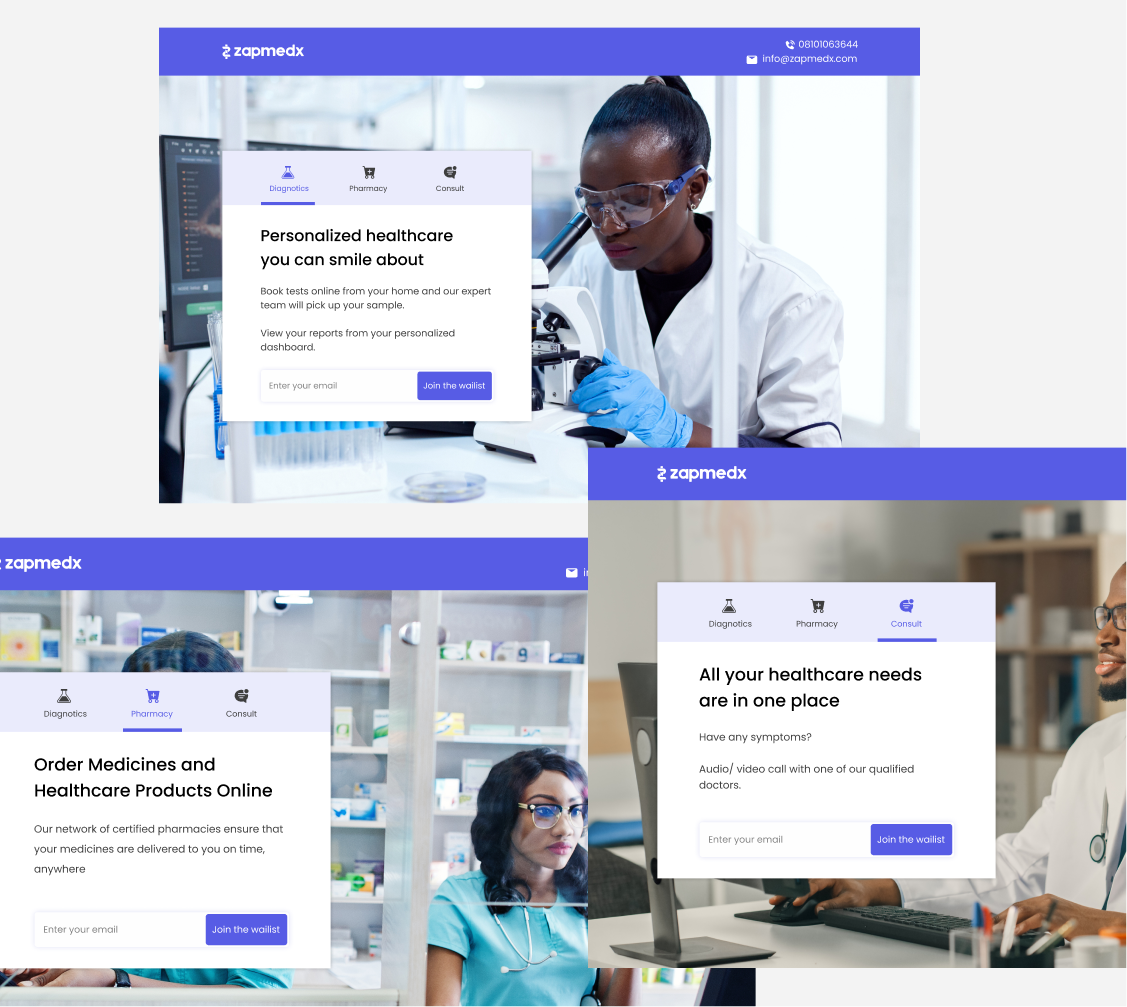 zapmedx
08101063644
info@zapmedx.com
Diagnotics
Pharmacy
Consult
Personalized healthcare
you can smile about
Book tests online from your home and our expert
team will pick up your sample.
View your reports from your personalized
dashboard.
Enter your email
Join the wailist
zapmedx
Diagnotics
Pharmacy
Consult
All your healthcare needs
are in one place
Have any symptoms?
Audio/ video call with one of our qualified
doctors.
Enter your email
Join the wailist
zapmedx
Diagnotics
Pharmacy
Consult
Order Medicines and
Healthcare Products Online
Our network of certified pharmacies ensure that
your medicines are delivered to you on time,
anywhere
Enter your email
Join the wailist